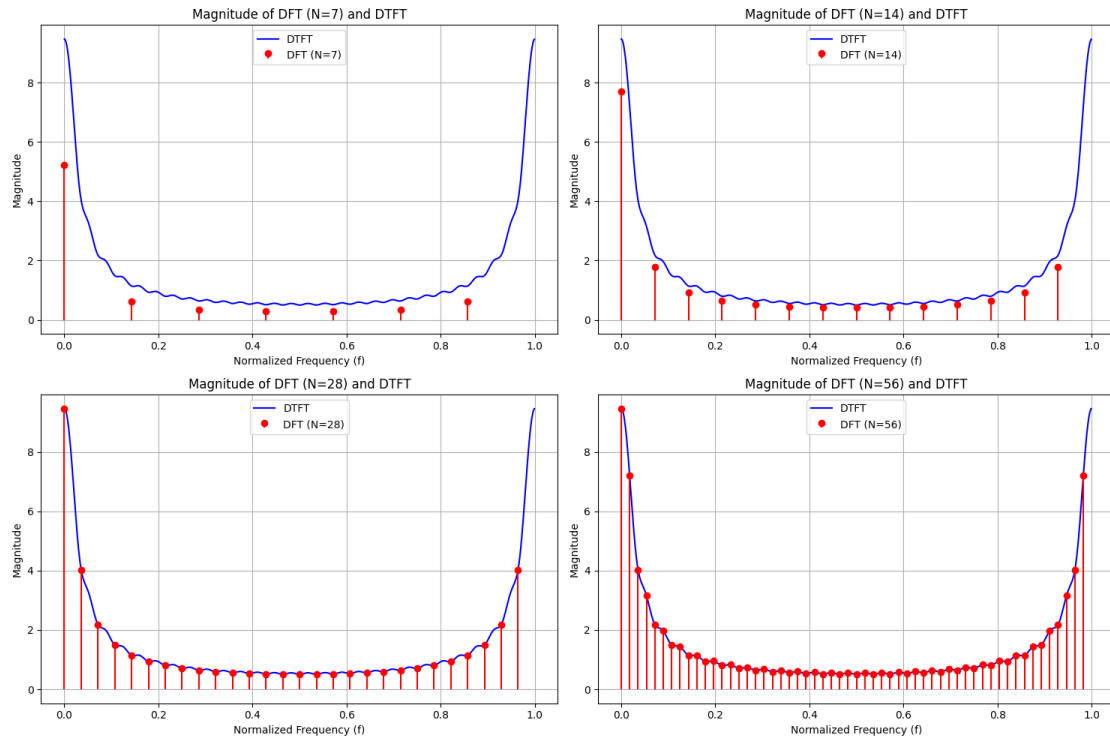 Magnitude of DFT (N=7) and DTFT
DTFT
DFT (N=7)
Magnitude
8
6
4
2
0
0.0 0.2 0.4 0.6 0.8 1.0
Normalized Frequency (f)
Magnitude of DFT (N=14) and DTFT
DTFT
DFT (N=14)
Magnitude
8
6
4
2
0
0.0 0.2 0.4 0.6 0.8 1.0
Normalized Frequency (f)
Magnitude of DFT (N=28) and DTFT
DTFT
DFT (N=28)
Magnitude
8
6
4
2
0
0.0 0.2 0.4 0.6 0.8 1.0
Normalized Frequency (f)
Magnitude of DFT (N=56) and DTFT
DTFT
DFT (N=56)
Magnitude
8
6
4
2
0
0.0 0.2 0.4 0.6 0.8 1.0
Normalized Frequency (f)